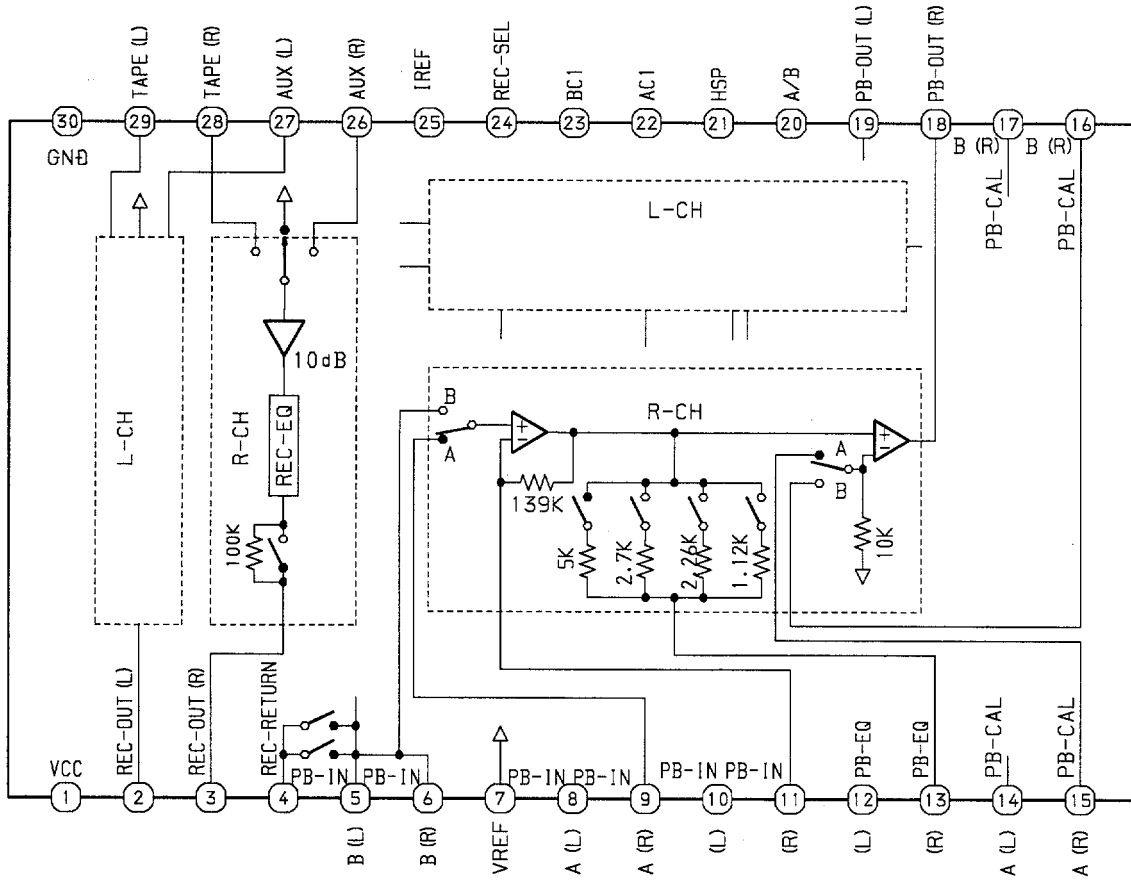 TAPE (L)
TAPE (R)
AUX (L)
AUX (R)
IREF
REC-SEL
BC1
AC1
HSP
A/B
PB-OUT (L)
PB-OUT (R)
30
29
28
27
26
25
24
23
22
21
20
19
18
17
16
GND
B (R)
B (R)
PB-CAL
PB-CAL
L-CH
L-CH
R-CH
10dB
REC-EQ
100K
B
A
R-CH
+
-
139K
5K
2.7K
2.26K
1.12K
A
B
+
-
10K
VCC
REC-OUT (L)
REC-OUT (R)
REC-RETURN
PB-IN
PB-IN
PB-IN
PB-IN
PB-IN
PB-IN
PB-EQ
PB-EQ
PB-CAL
PB-CAL
1
2
3
4
5
6
7
8
9
10
11
12
13
14
15
B (L)
B (R)
VREF
A (L)
A (R)
(L)
(R)
(L)
(R)
A (L)
A (R)